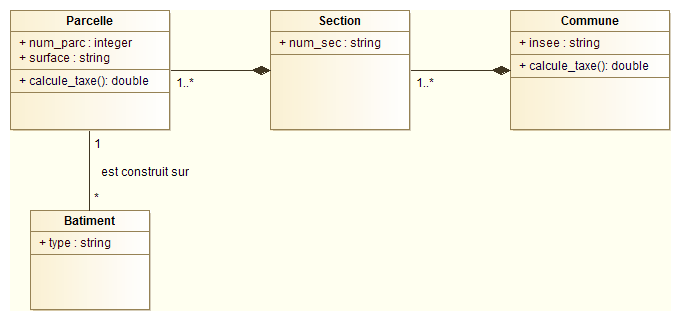 Parcelle
+ num_parc : integer
+ surface : string
+ calcule_taxe(): double
1..*
Section
+ num_sec : string
1..*
Commune
+ insee : string
+ calcule_taxe(): double
1
est construit sur
*
Batiment
+ type : string